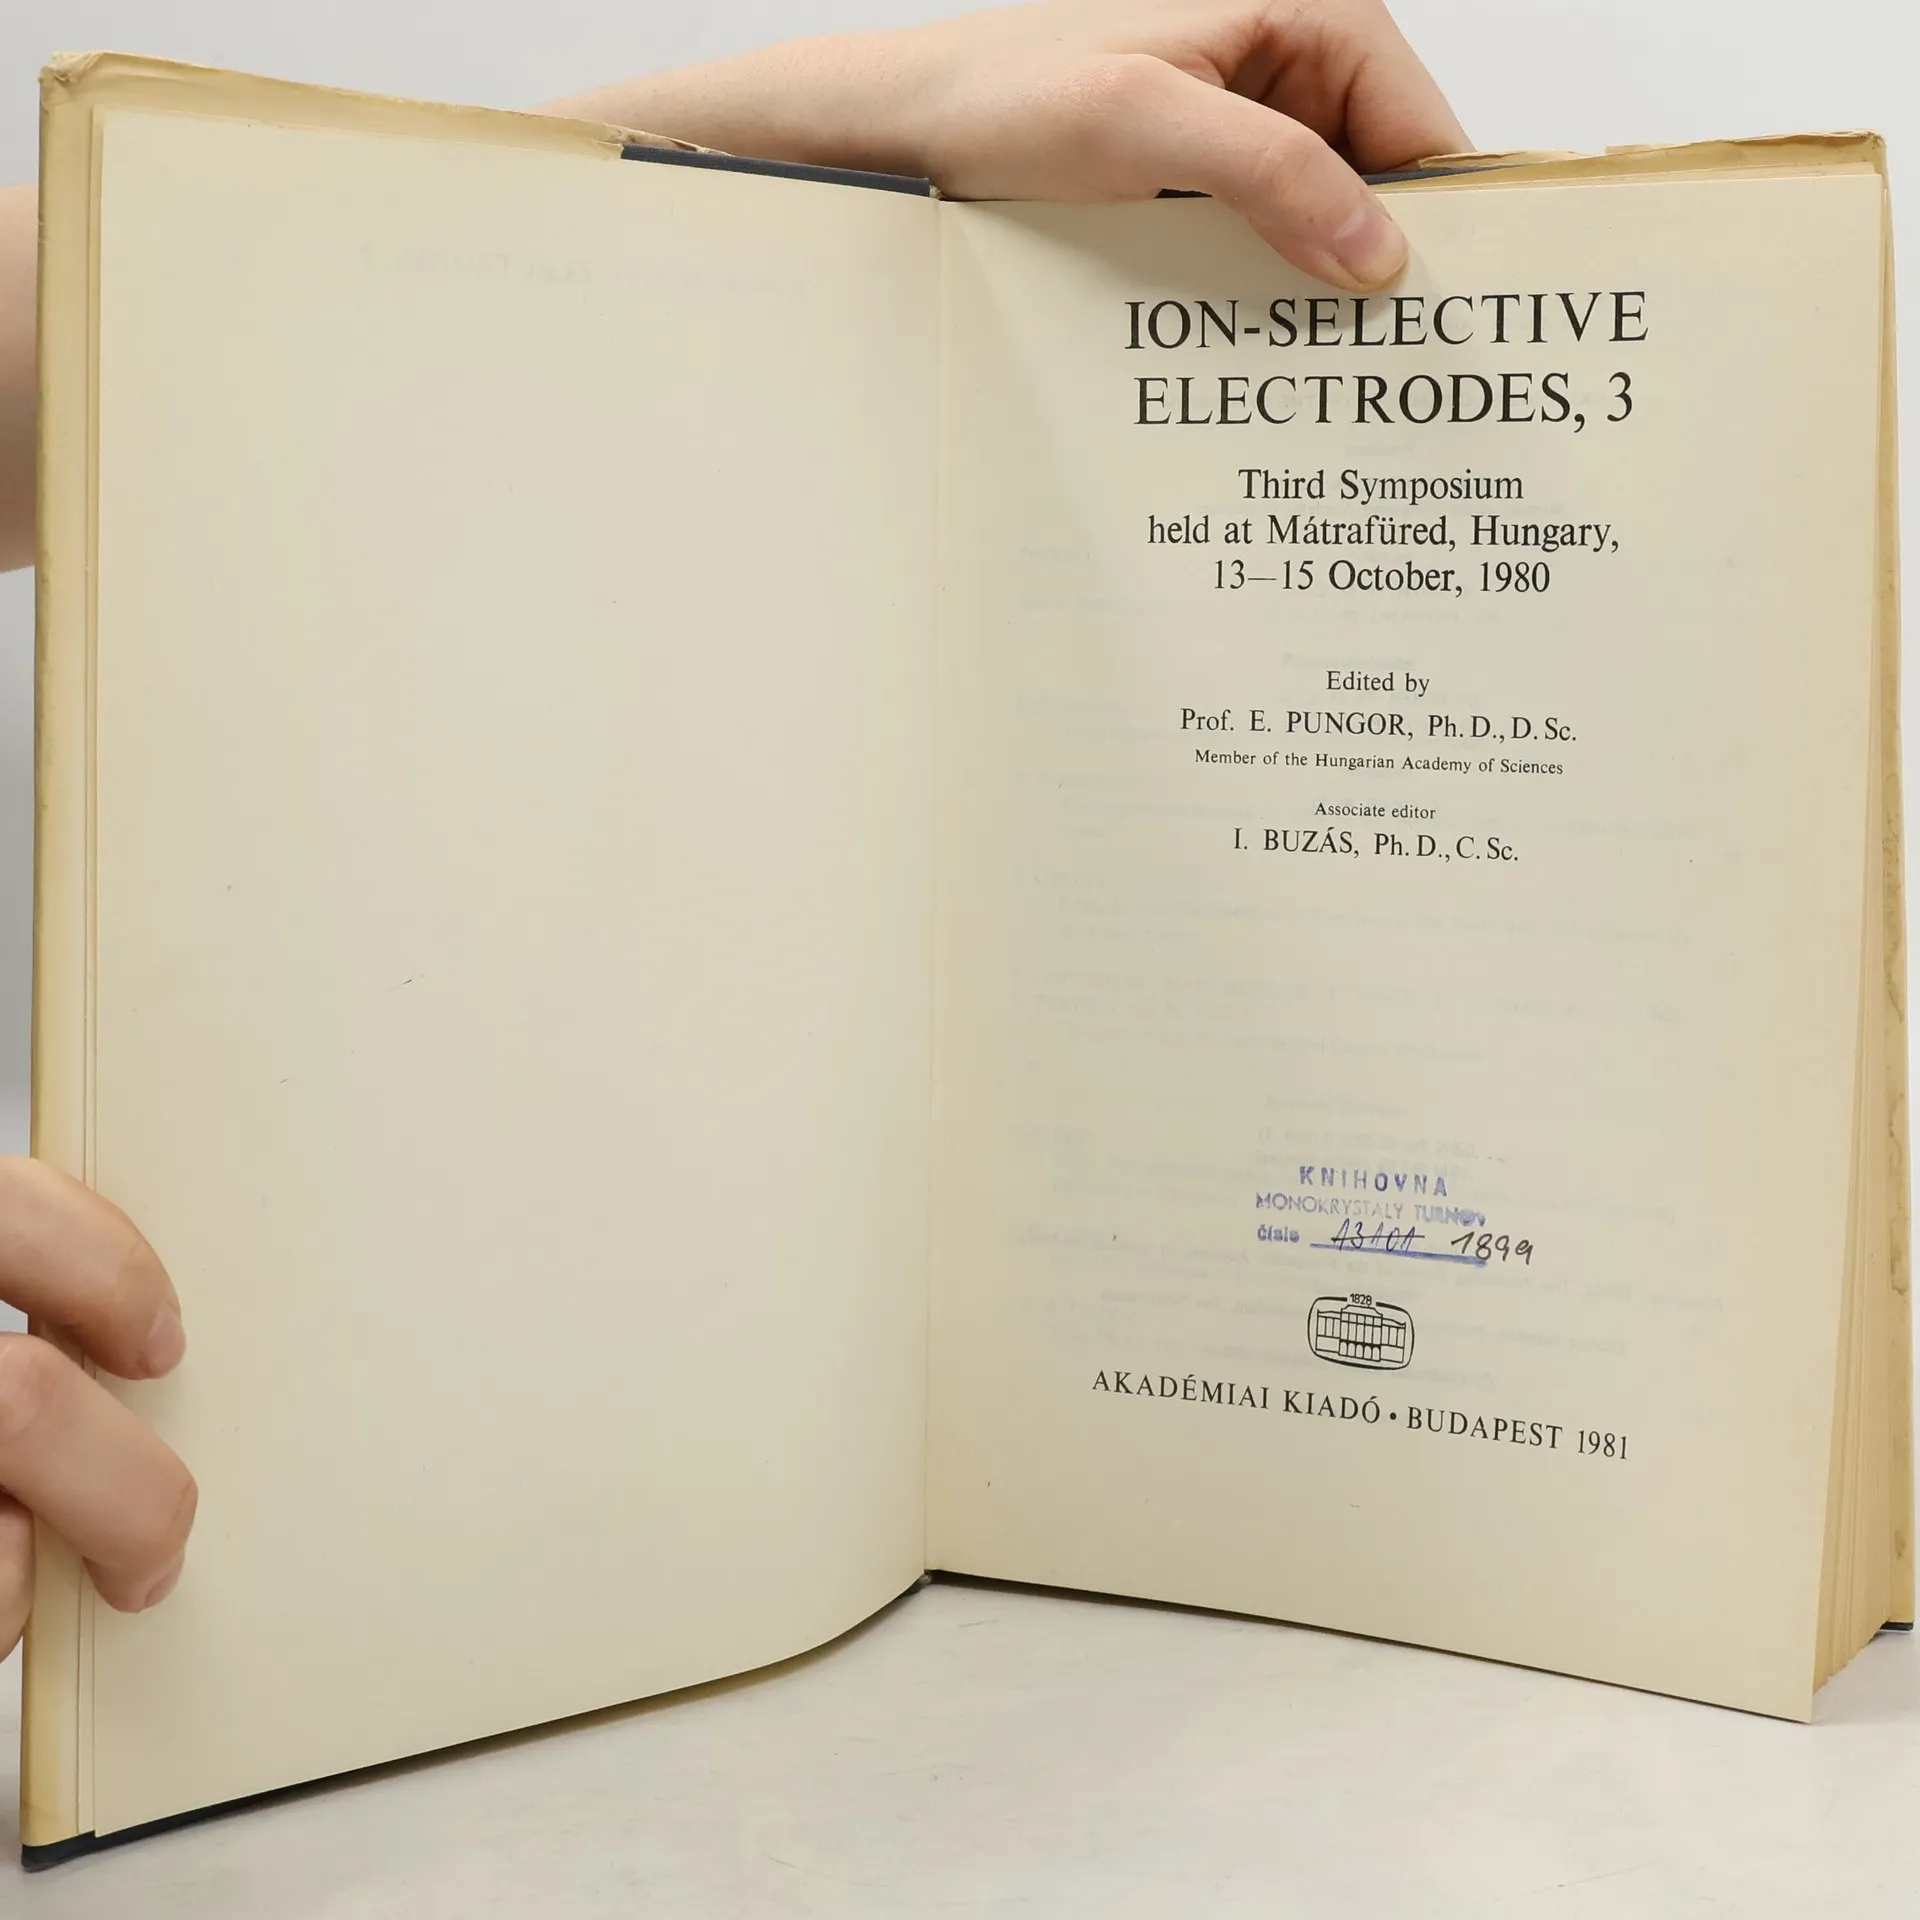 ION-SELECTIVE
ELECTRODES, 3
Third Symposium
held at Mátrafüred, Hungary,
13—15 October, 1980
Edited by
Prof. E. PUNGOR, Ph. D., D. Sc.
Member of the Hungarian Academy of Sciences
Associate editor
I. BUZÁS, Ph. D., C. Sc.
KNIHOVNA
MONOKRYSTALY TURNOV
číslo 1899
1828
AKADÉMIAI KIADÓ • BUDAPEST 1981